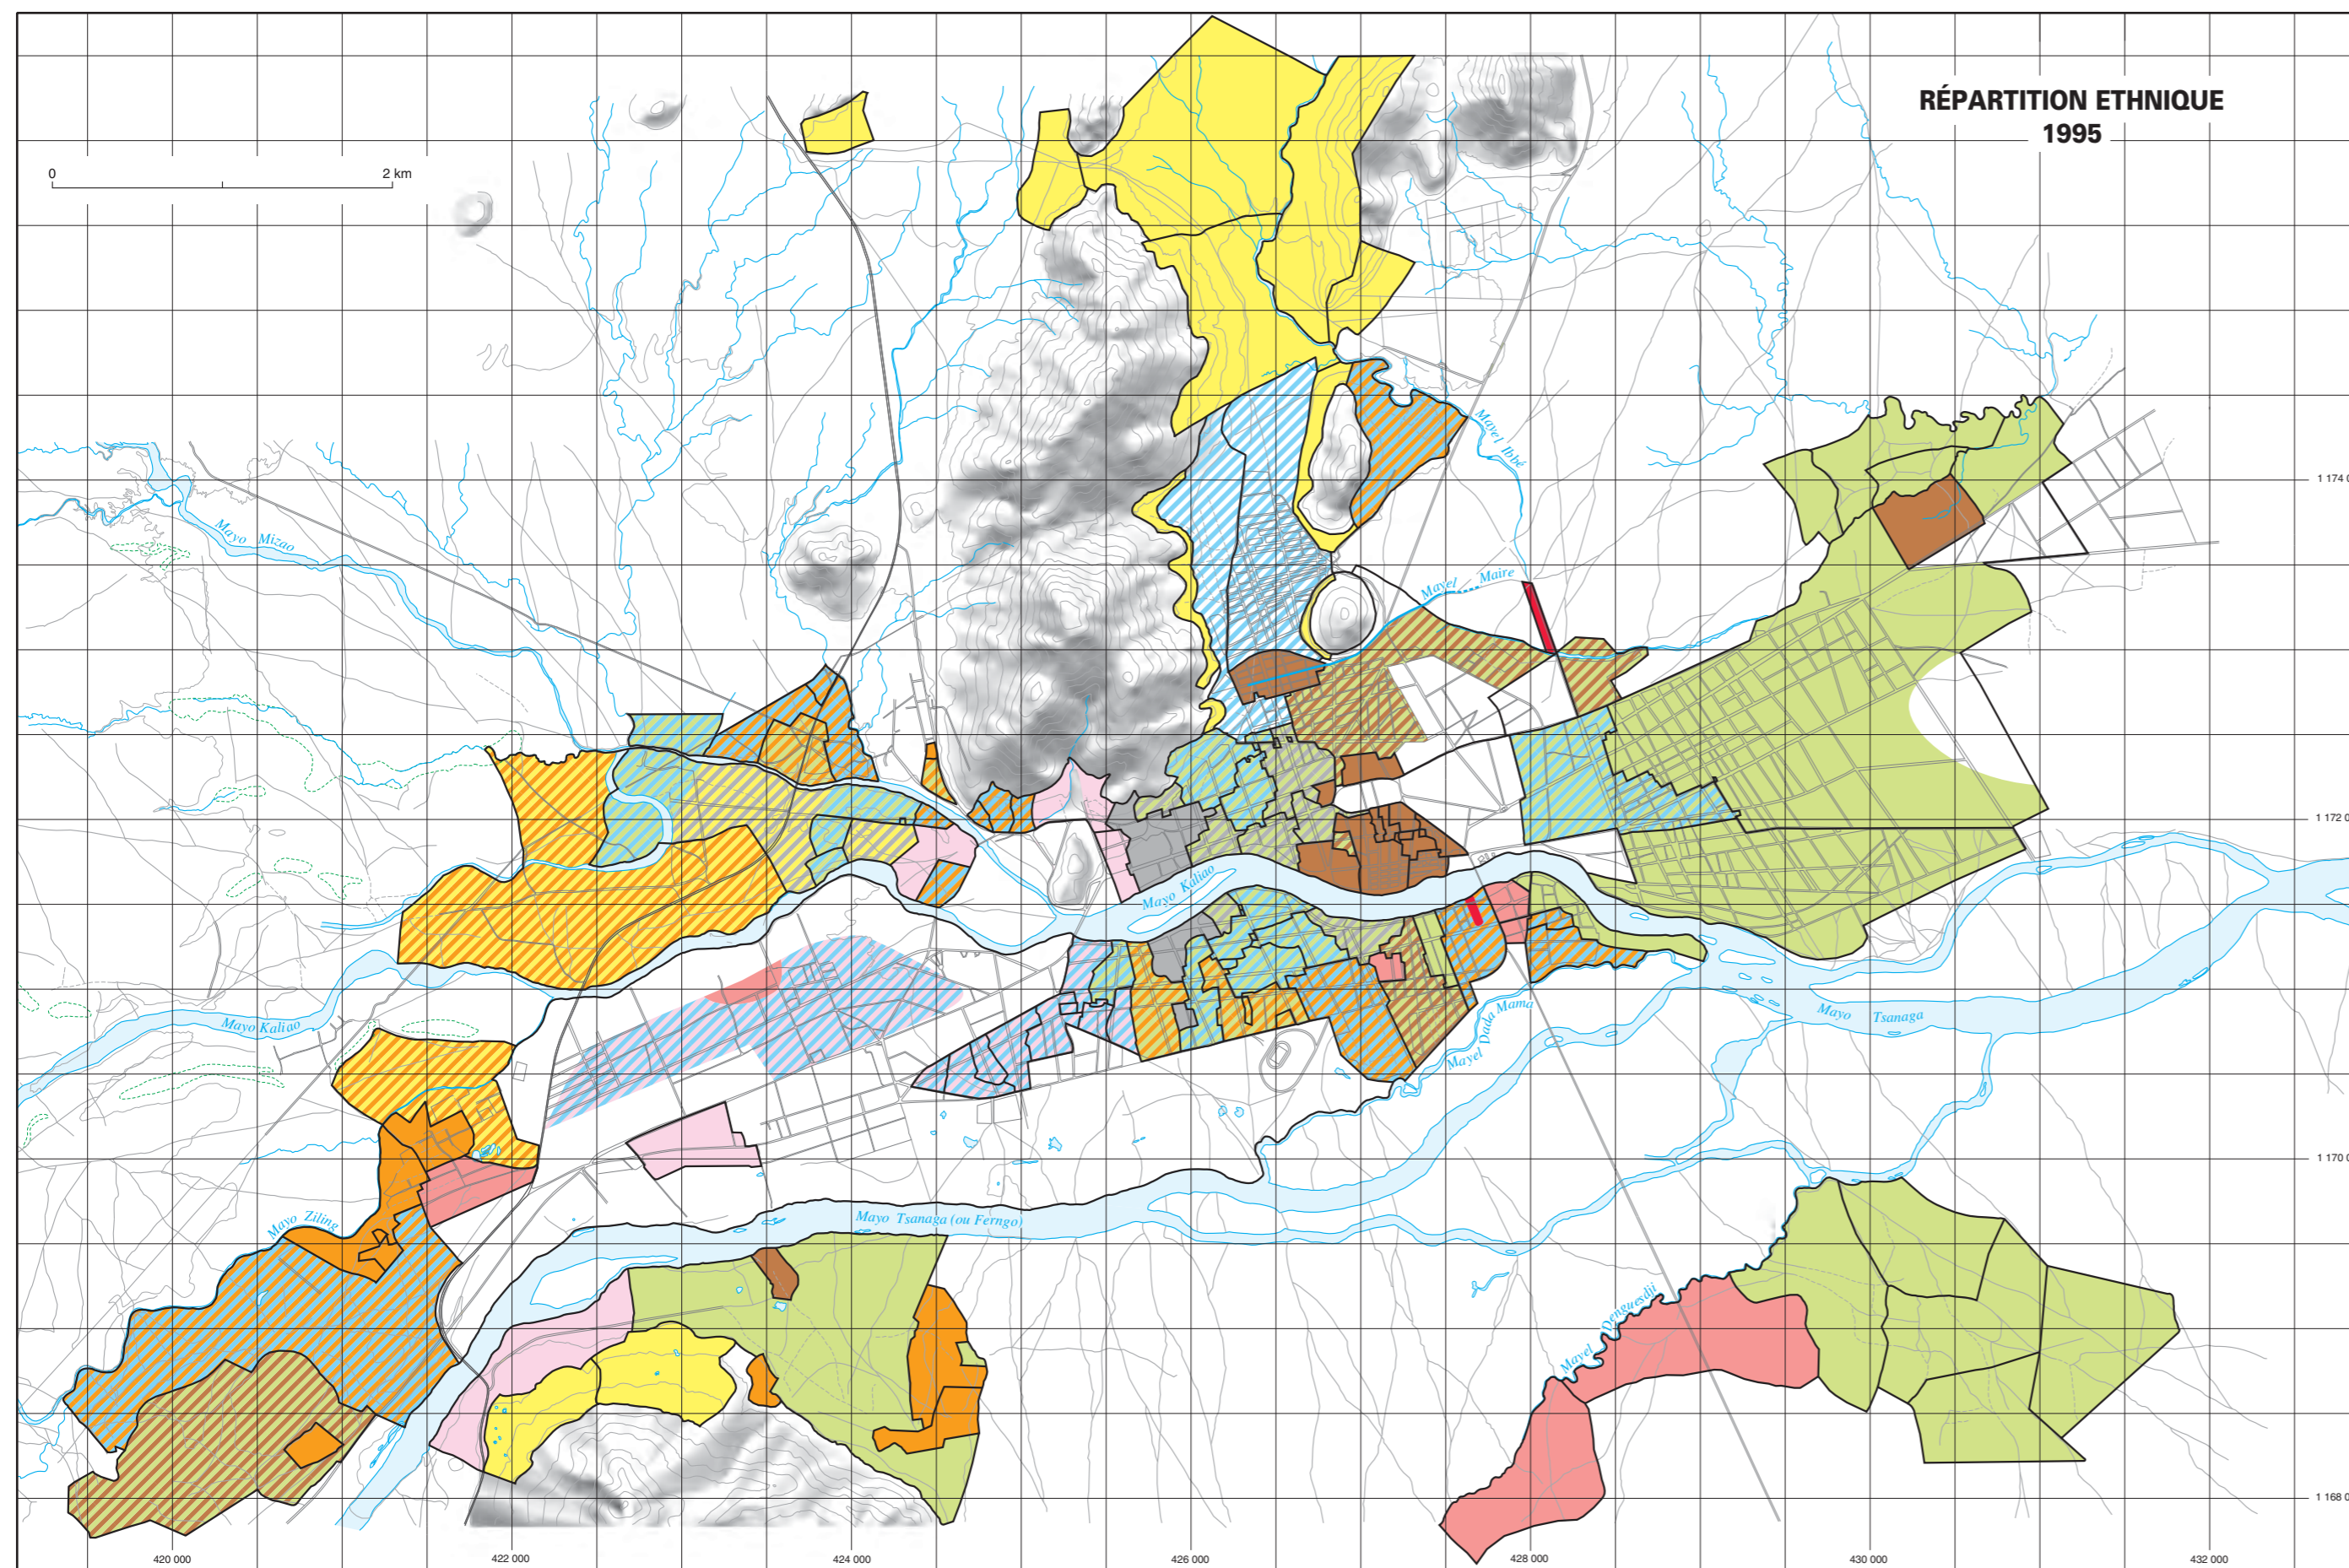 RÉPARTITION ETHNIQUE
1995
0
2 km
Mayel Ibbé
1 174 0
Mayo Mizao
Mayel Maire
1 172 0
Mayo Kaliao
Mayo Kaliao
Mayel Dada Mama
Mayo Tsanaga
1 170 0
Mayo Ziling
Mayo Tsanaga (ou Ferngo)
Mayel Denguesdji
1 168 0
420 000
422 000
424 000
426 000
428 000
430 000
432 000